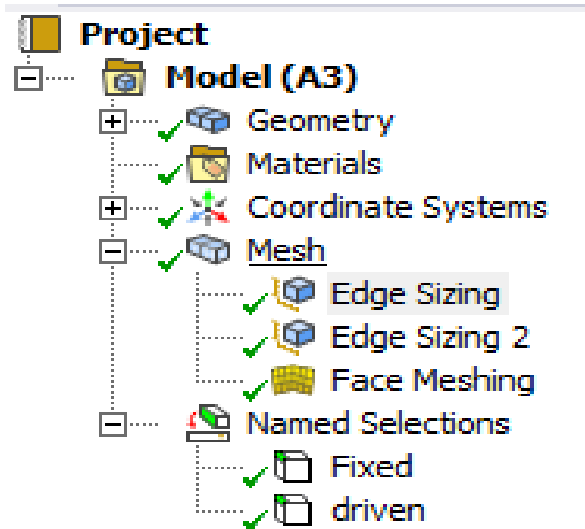 Project
Model (A3)
Geometry
Materials
Coordinate Systems
Mesh
Edge Sizing
Edge Sizing 2
Face Meshing
Named Selections
Fixed
driven